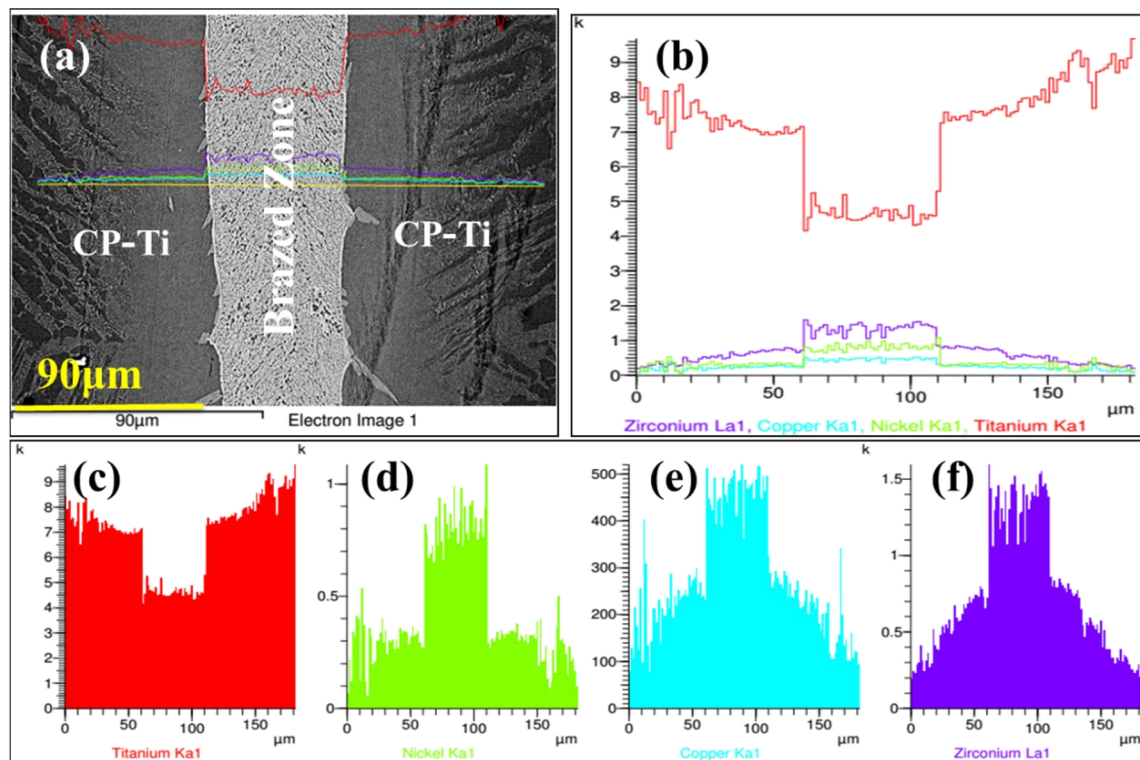 (a)
Brazed Zone
CP-Ti
CP-Ti
90μm
90μm
Electron Image 1
k
(b)
9
8
7
6
5
4
3
2
1
0
0
50
100
150
μm
Zirconium La1, Copper Ka1, Nickel Ka1, Titanium Ka1
k
(c)
9
8
7
6
5
4
3
2
1
0
0
50
100
150
μm
Titanium Ka1
k
(d)
1
0.5
0
0
50
100
150
μm
Nickel Ka1
(e)
500
400
300
200
100
0
0
50
100
150
μm
Copper Ka1
k
(f)
1.5
1
0.5
0
0
50
100
150
μm
Zirconium La1